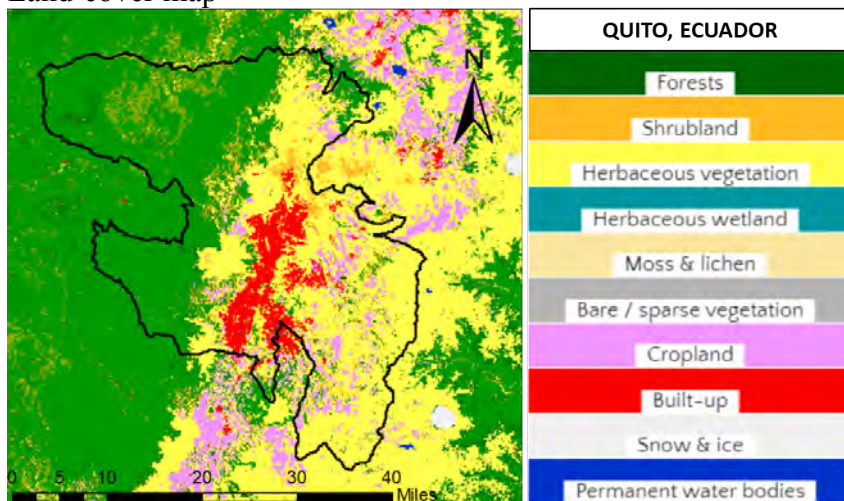 Land cover map
N
0 5 10 20 30 40
Miles
QUITO, ECUADOR
Forests
Shrubland
Herbaceous vegetation
Herbaceous wetland
Moss & lichen
Bare / sparse vegetation
Cropland
Built-up
Snow & ice
Permanent water bodies